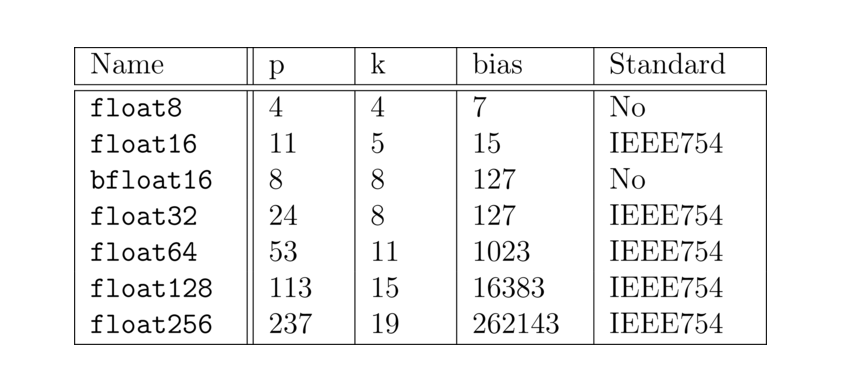 Name p k bias Standard
float8 4 4 7 No
float16 11 5 15 IEEE754
bfloat16 8 8 127 No
float32 24 8 127 IEEE754
float64 53 11 1023 IEEE754
float128 113 15 16383 IEEE754
float256 237 19 262143 IEEE754